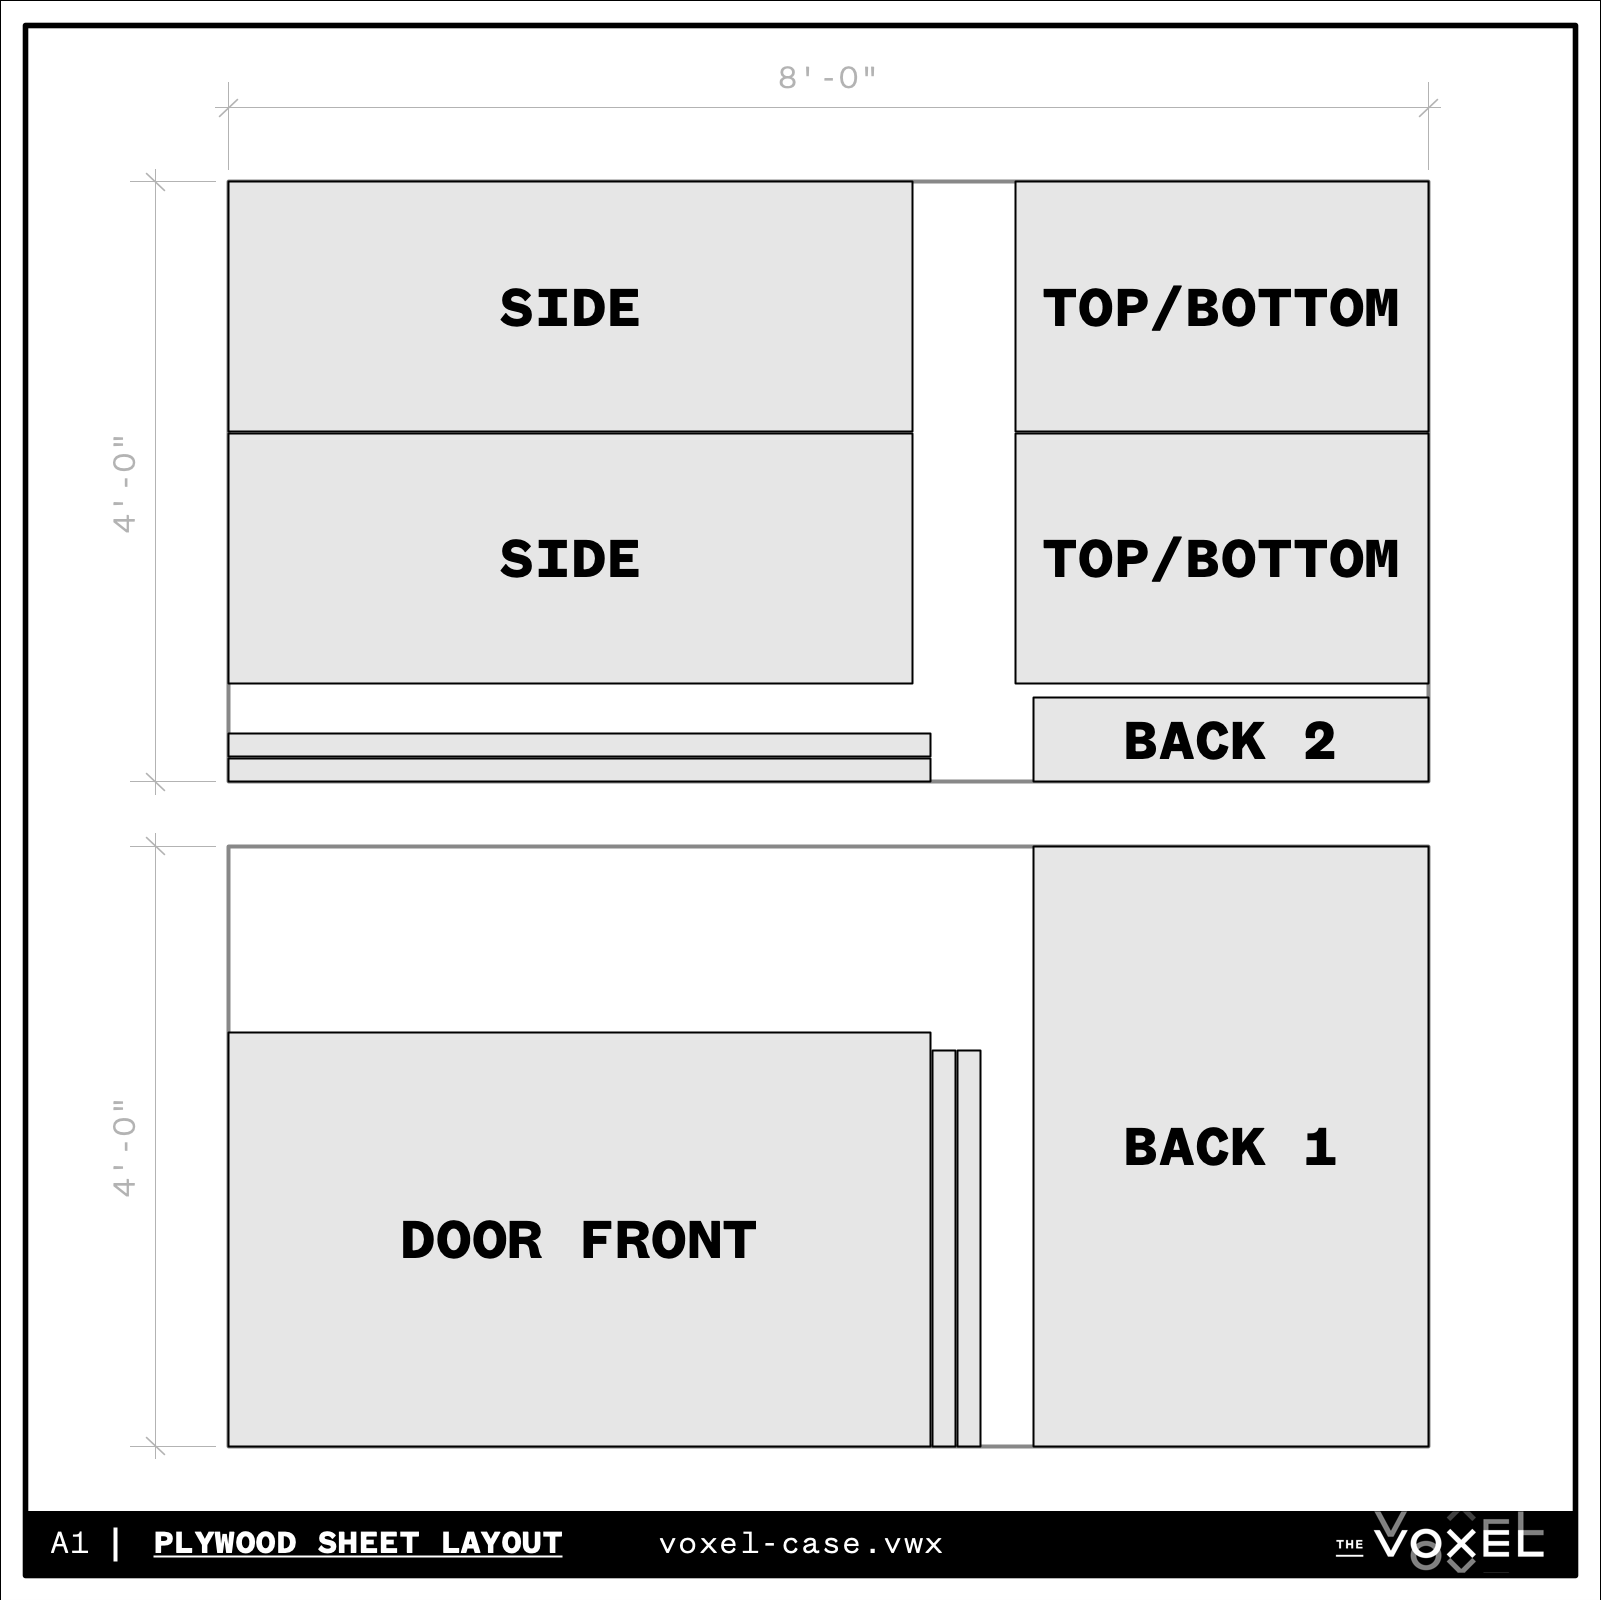 8'-0"
4'-0"
SIDE
TOP/BOTTOM
SIDE
TOP/BOTTOM
BACK 2
4'-0"
BACK 1
DOOR FRONT
A1 | PLYWOOD SHEET LAYOUT voxel-case.vwx THE VOXEL